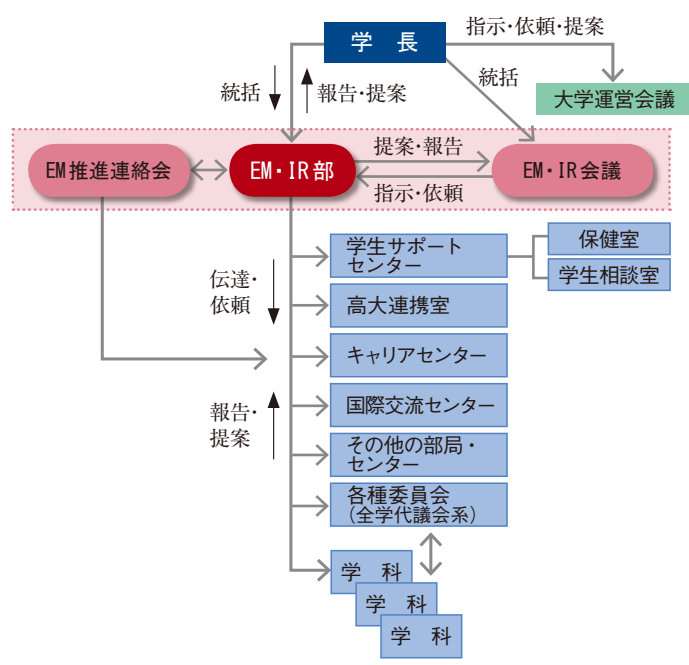 学 長
指示・依頼・提案
統括
報告・提案
統括
大学運営会議
EM推進連絡会
EM・IR部
提案・報告
指示・依頼
EM・IR会議
学生サポート
センター
保健室
学生相談室
伝達・
依頼
高大連携室
キャリアセンター
報告・
提案
国際交流センター
その他の部局・
センター
各種委員会
(全学代議会系)
学 科
学 科
学 科